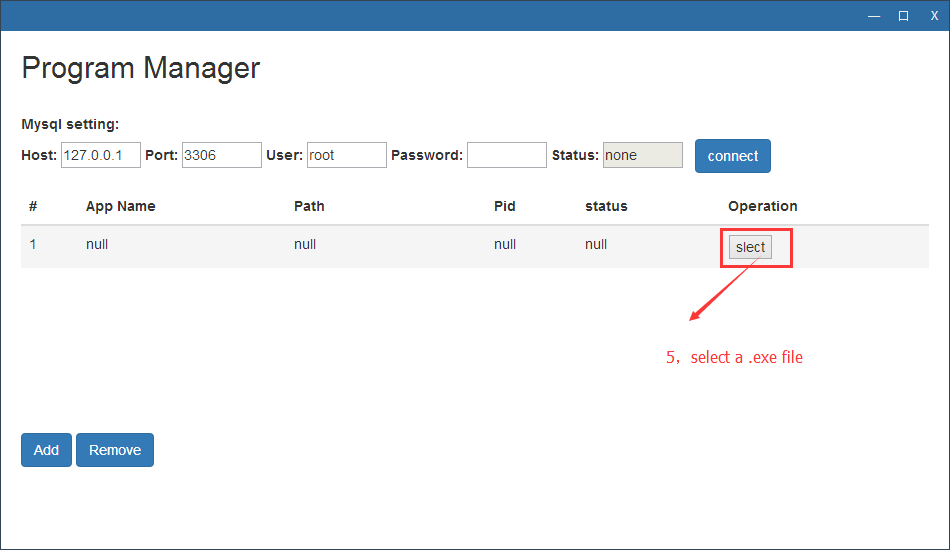 X
Program Manager
Mysql setting:
Host: 127.0.0.1 Port: 3306 User: root Password: Status: none connect
# App Name Path Pid status Operation
1 null null null null slect
5，select a .exe file
Add Remove